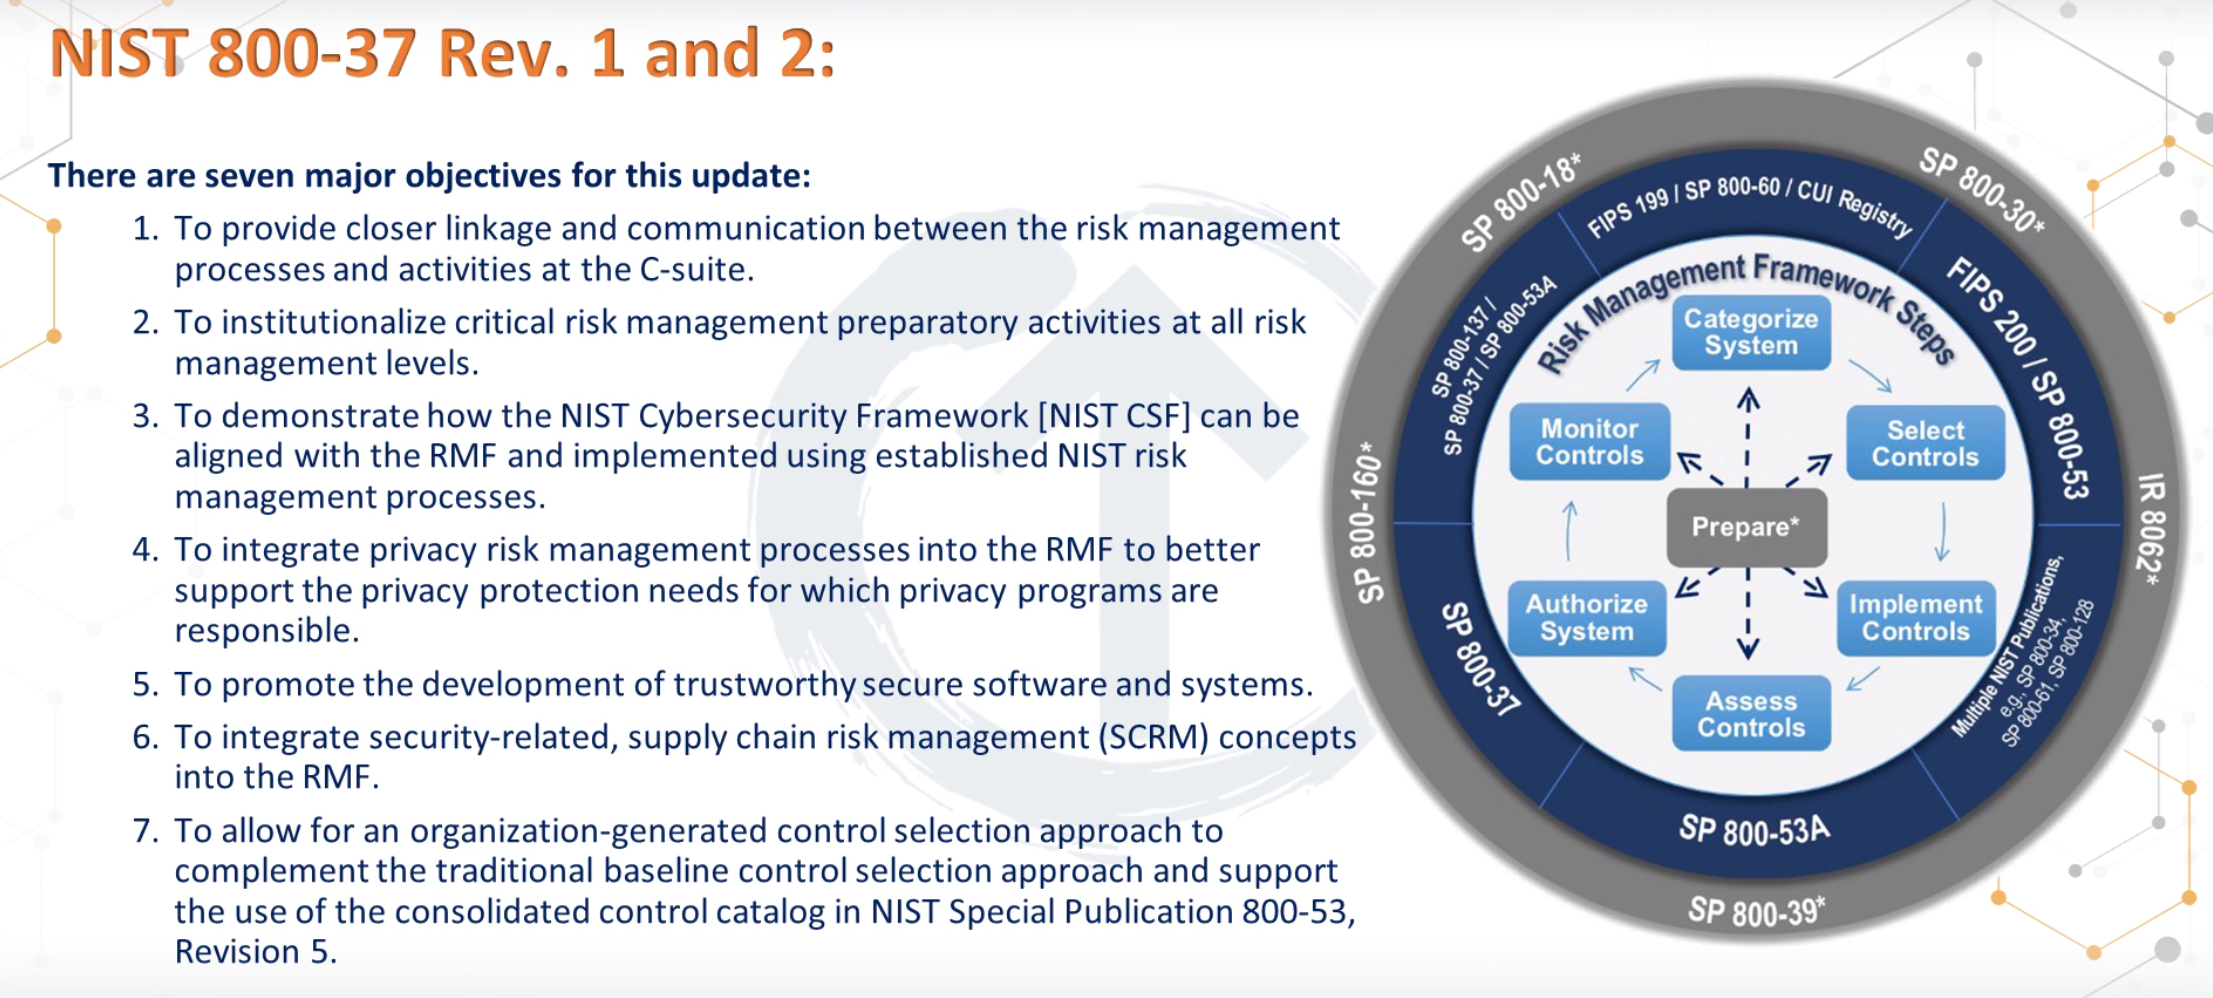 NIST 800-37 Rev. 1 and 2:
There are seven major objectives for this update:
1. To provide closer linkage and communication between the risk management
processes and activities at the C-suite.
2. To institutionalize critical risk management preparatory activities at all risk
management levels.
3. To demonstrate how the NIST Cybersecurity Framework [NIST CSF] can be
aligned with the RMF and implemented using established NIST risk
management processes.
4. To integrate privacy risk management processes into the RMF to better
support the privacy protection needs for which privacy programs are
responsible.
5. To promote the development of trustworthy secure software and systems.
6. To integrate security-related, supply chain risk management (SCRM) concepts
into the RMF.
7. To allow for an organization-generated control selection approach to
complement the traditional baseline control selection approach and support
the use of the consolidated control catalog in NIST Special Publication 800-53,
Revision 5.
SP 800-18*
SP 800-30*
IR 8062*
SP 800-39*
SP 800-160*
FIPS 199 / SP 800-60 / CUI Registry
FIPS 200 / SP 800-53
Multiple NIST Publications,
e.g., SP 800-34,
SP 800-61, SP 800-128
SP 800-53A
SP 800-37
SP 800-137 /
SP 800-37 / SP 800-53A
Risk Management Framework Steps
Categorize
System
Select
Controls
Implement
Controls
Assess
Controls
Authorize
System
Monitor
Controls
Prepare*